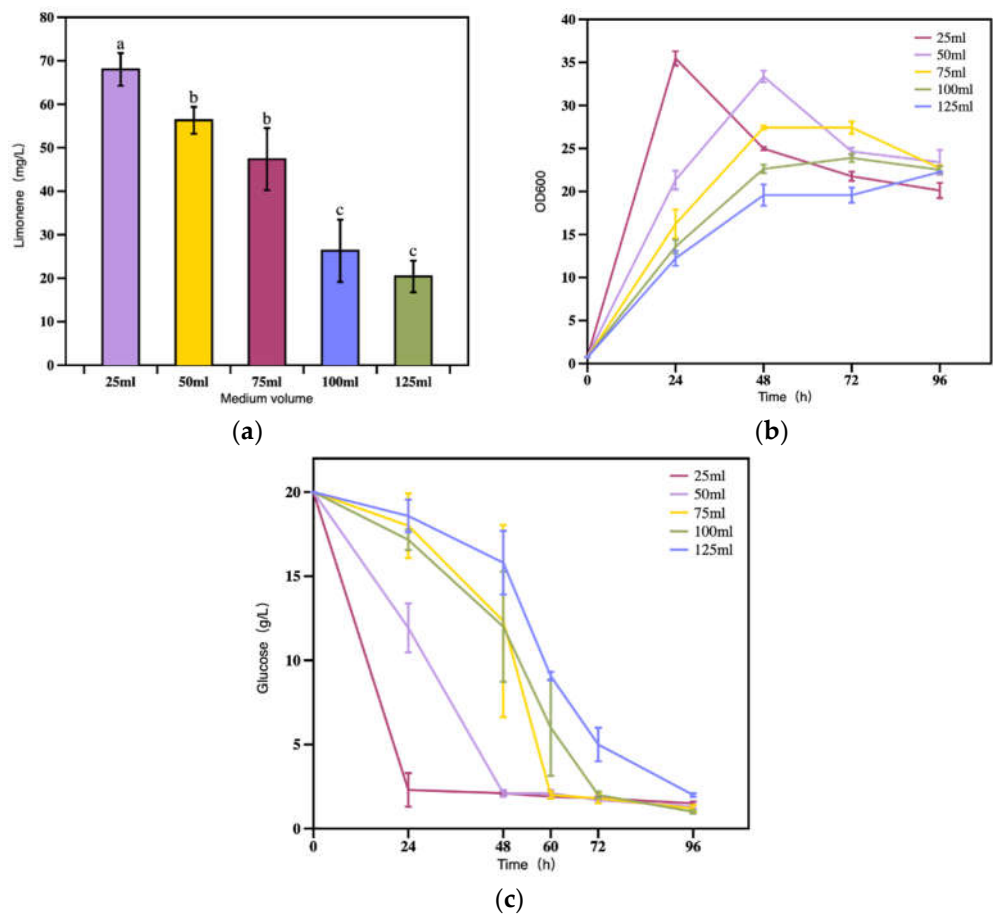 80
70
60
50
40
30
20
10
0
Limonene (mg/L)
a
b
b
c
c
25ml
50ml
75ml
100ml
125ml
Medium volume
(a)
40
35
30
25
20
15
10
5
0
OD600
25ml
50ml
75ml
100ml
125ml
0
24
48
72
96
Time (h)
(b)
20
15
10
5
0
Glucose (g/L)
25ml
50ml
75ml
100ml
125ml
0
24
48
60
72
96
Time (h)
(c)